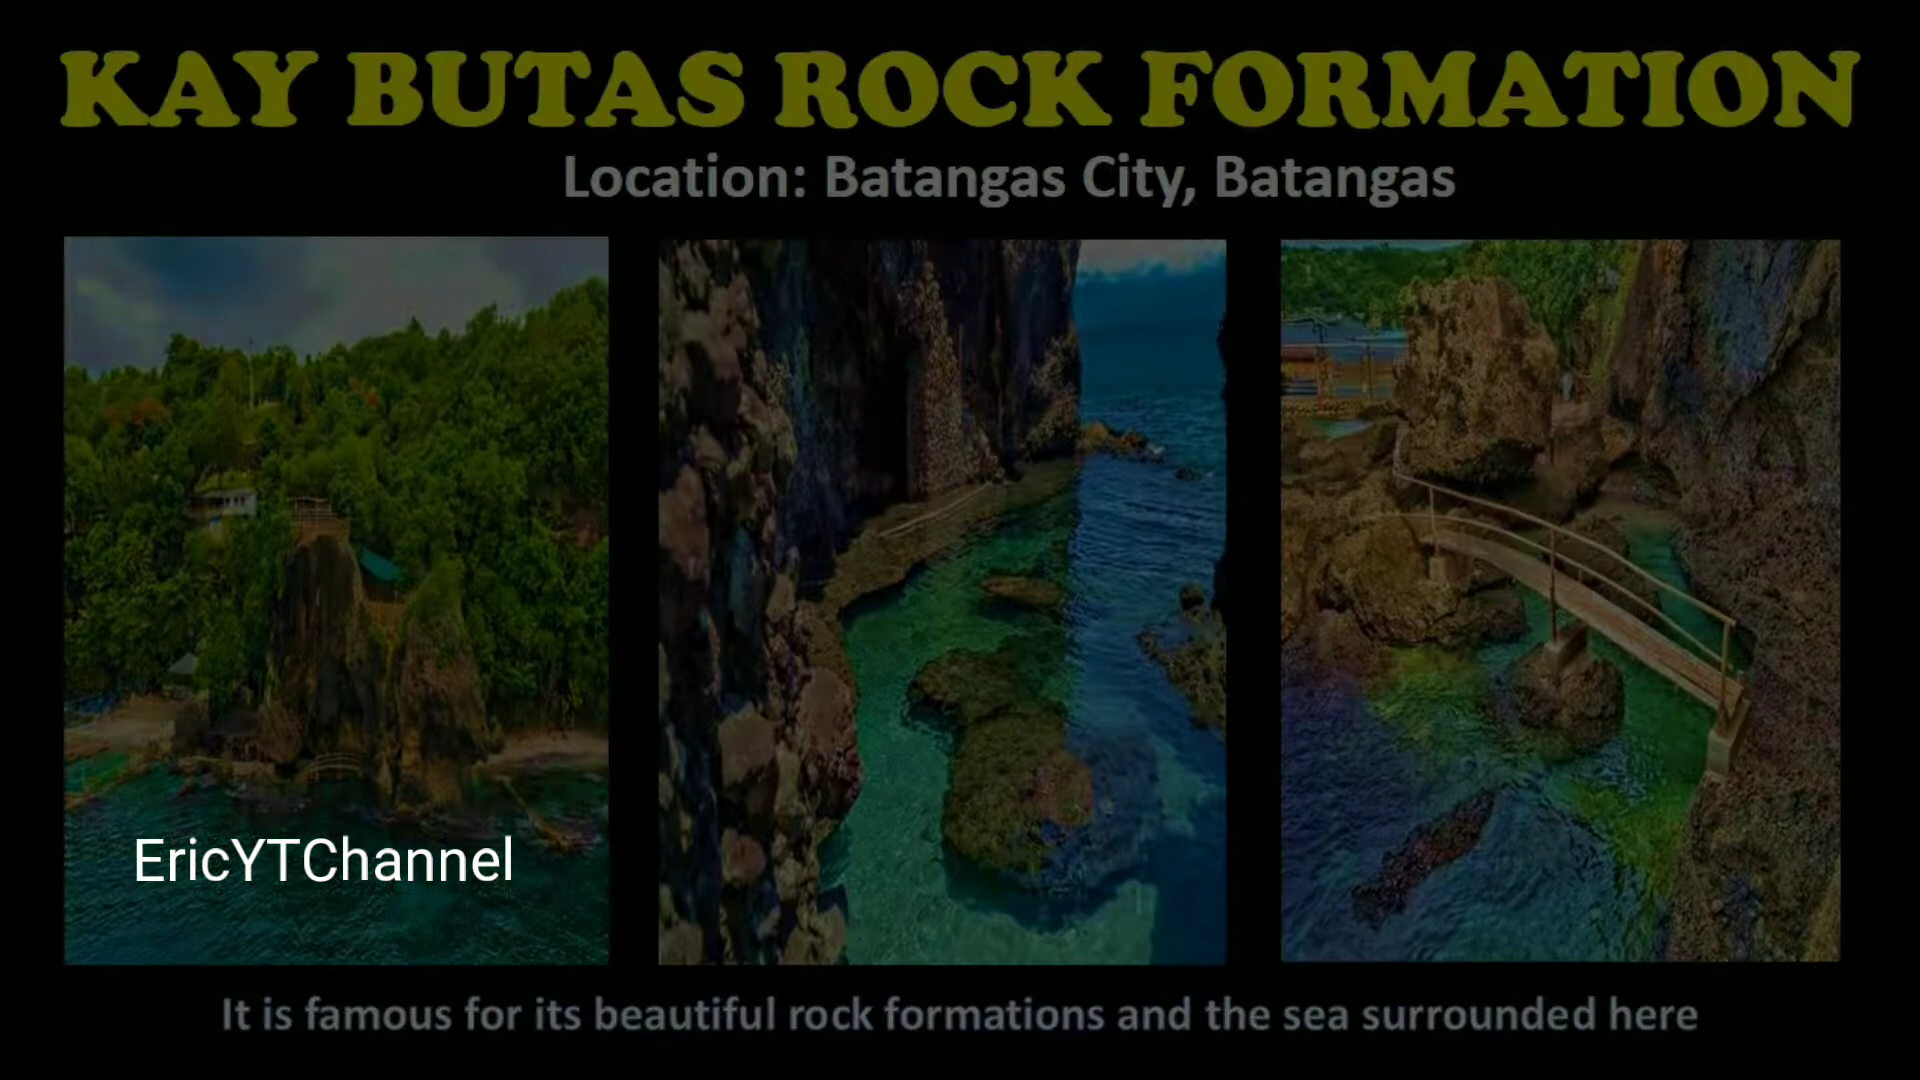 KAY BUTAS ROCK FORMATION
Location: Batangas City, Batangas
EricYTChannel
It is famous for its beautiful rock formations and the sea surrounded here